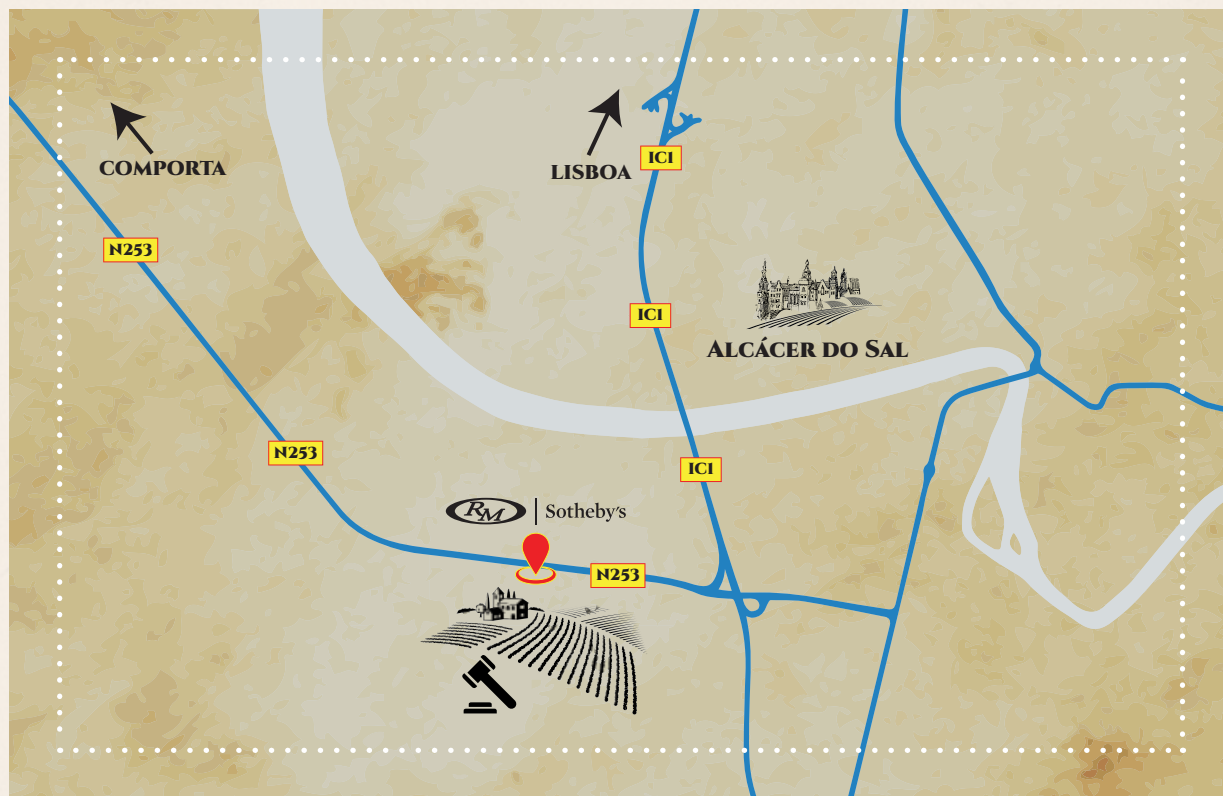 COMPORTA
LISBOA
IC1
N253
IC1
ALCÁCER DO SAL
N253
IC1
RM | Sotheby's
N253